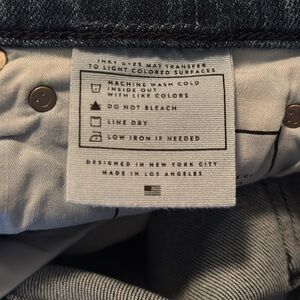 INKY DYES MAY TRANSFER
TO LIGHT COLORED SURFACES
MACHINE WASH COLD
INSIDE OUT
WITH LIKE COLORS
DO NOT BLEACH
LINE DRY
LOW IRON IF NEEDED
DESIGNED IN NEW YORK CITY
MADE IN LOS ANGELES